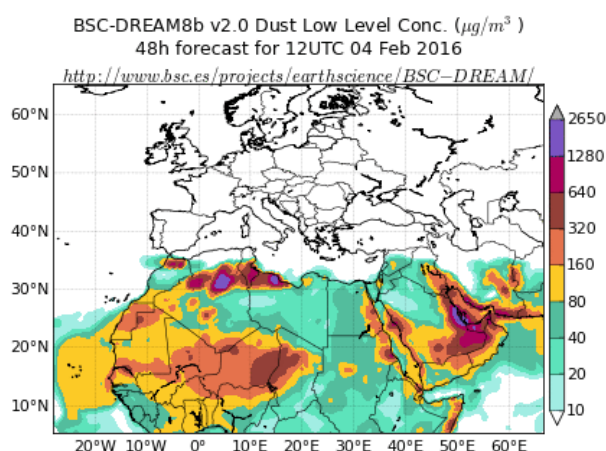 BSC-DREAM8b v2.0 Dust Low Level Conc. (μg/m³ )
48h forecast for 12UTC 04 Feb 2016
http://www.bsc.es/projects/earthscience/BSC−DREAM/
60°N
50°N
40°N
30°N
20°N
10°N
20°W 10°W 0° 10°E 20°E 30°E 40°E 50°E 60°E
2650
1280
640
320
160
80
40
20
10